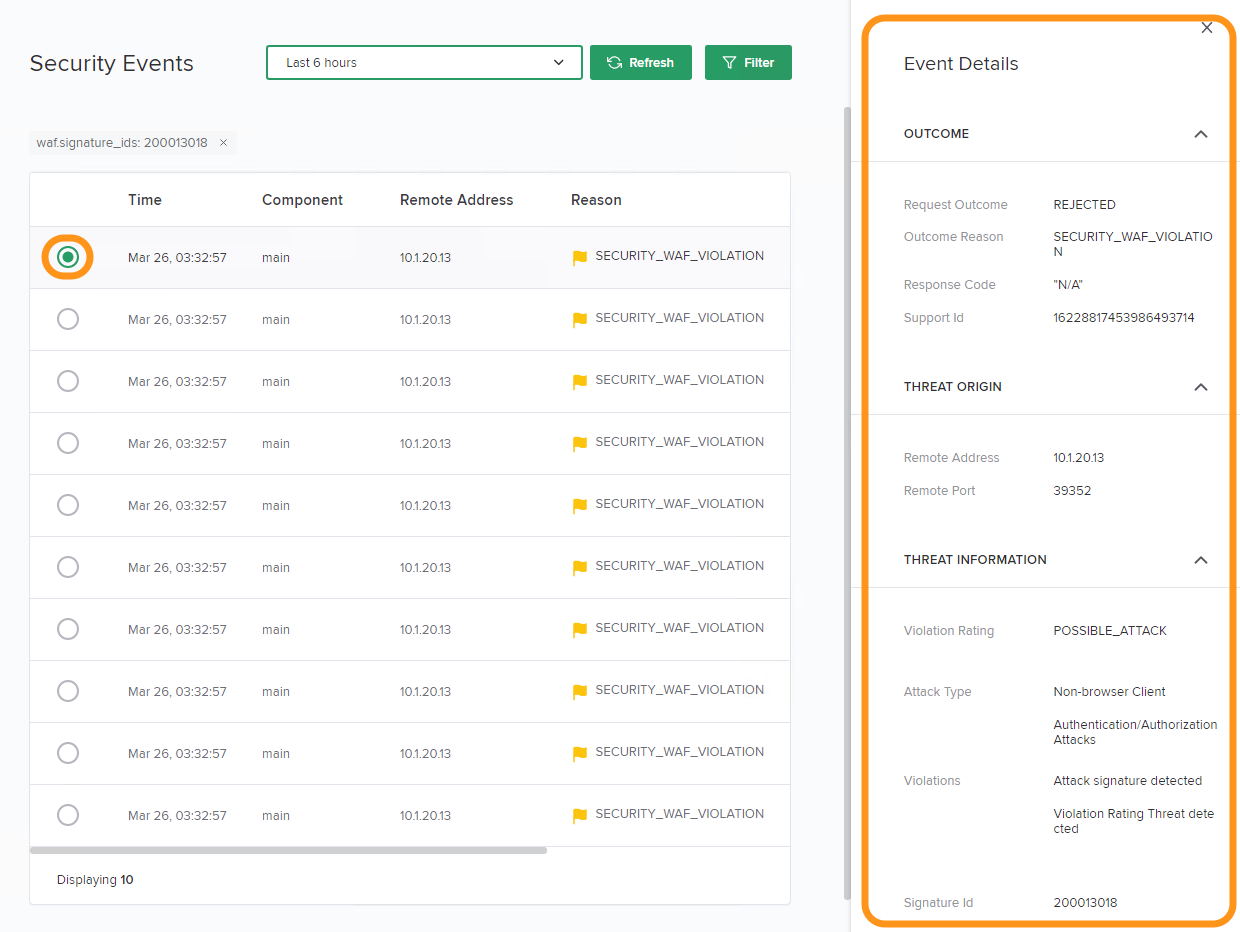 Security Events
Last 6 hours
Refresh
Filter
waf.signature_ids: 200013018 ×
Time Component Remote Address Reason
Mar 26, 03:32:57 main 10.1.20.13 SECURITY_WAF_VIOLATION
Mar 26, 03:32:57 main 10.1.20.13 SECURITY_WAF_VIOLATION
Mar 26, 03:32:57 main 10.1.20.13 SECURITY_WAF_VIOLATION
Mar 26, 03:32:57 main 10.1.20.13 SECURITY_WAF_VIOLATION
Mar 26, 03:32:57 main 10.1.20.13 SECURITY_WAF_VIOLATION
Mar 26, 03:32:57 main 10.1.20.13 SECURITY_WAF_VIOLATION
Mar 26, 03:32:57 main 10.1.20.13 SECURITY_WAF_VIOLATION
Mar 26, 03:32:57 main 10.1.20.13 SECURITY_WAF_VIOLATION
Mar 26, 03:32:57 main 10.1.20.13 SECURITY_WAF_VIOLATION
Mar 26, 03:32:57 main 10.1.20.13 SECURITY_WAF_VIOLATION
Displaying 10
Event Details
OUTCOME
Request Outcome REJECTED
Outcome Reason SECURITY_WAF_VIOLATIO
N
Response Code "N/A"
Support Id 16228817453986493714
THREAT ORIGIN
Remote Address 10.1.20.13
Remote Port 39352
THREAT INFORMATION
Violation Rating POSSIBLE_ATTACK
Attack Type Non-browser Client
Authentication/Authorization
Attacks
Violations Attack signature detected
Violation Rating Threat dete
cted
Signature Id 200013018